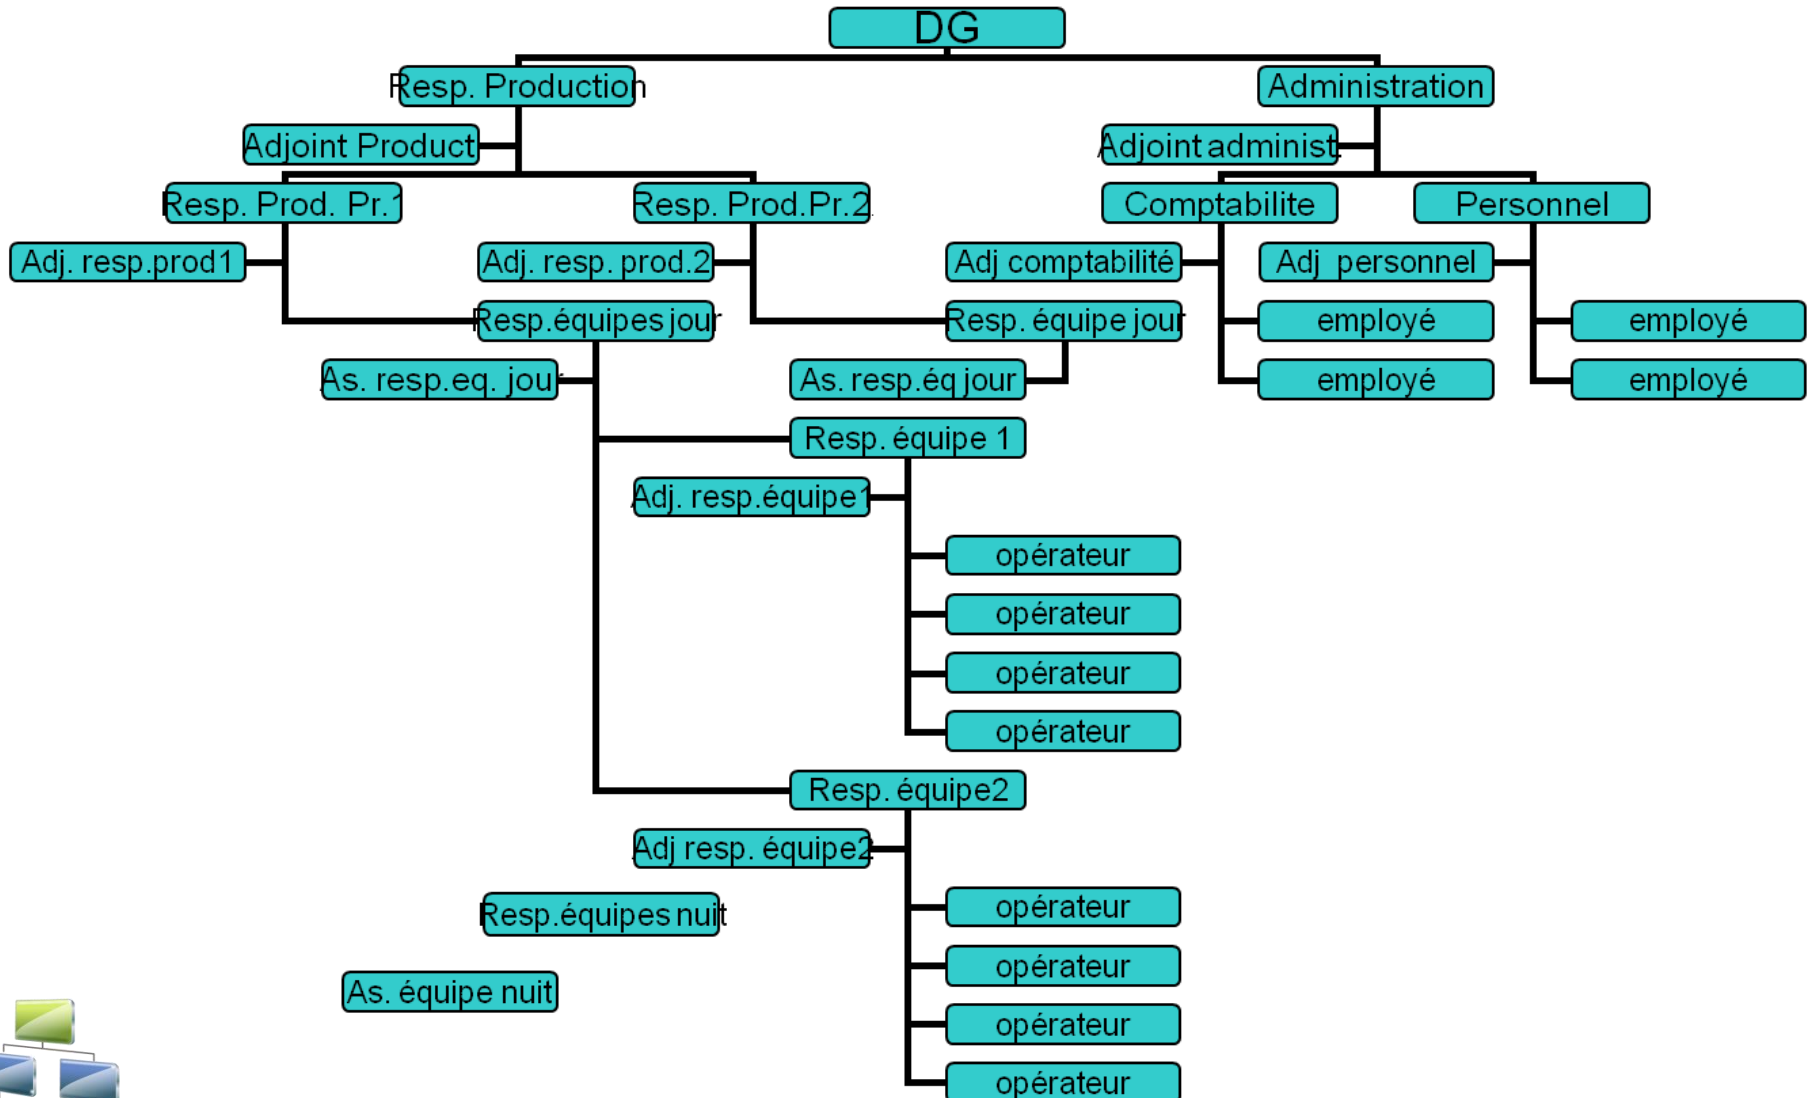 DG
Resp. Production
Administration
Adjoint Product
Adjoint administ.
Resp. Prod. Pr.1
Resp. Prod.Pr.2.
Comptabilite
Personnel
Adj. resp.prod1
Adj. resp. prod.2
Adj comptabilité
Adj personnel
Resp.équipes jour
Resp. équipe jour
employé
employé
As. resp.eq. jour
As. resp.éq jour
employé
employé
Resp. équipe 1
Adj. resp.équipe1
opérateur
opérateur
opérateur
opérateur
Resp. équipe2
Adj resp. équipe2
Resp.équipes nuit
opérateur
opérateur
As. équipe nuit
opérateur
opérateur